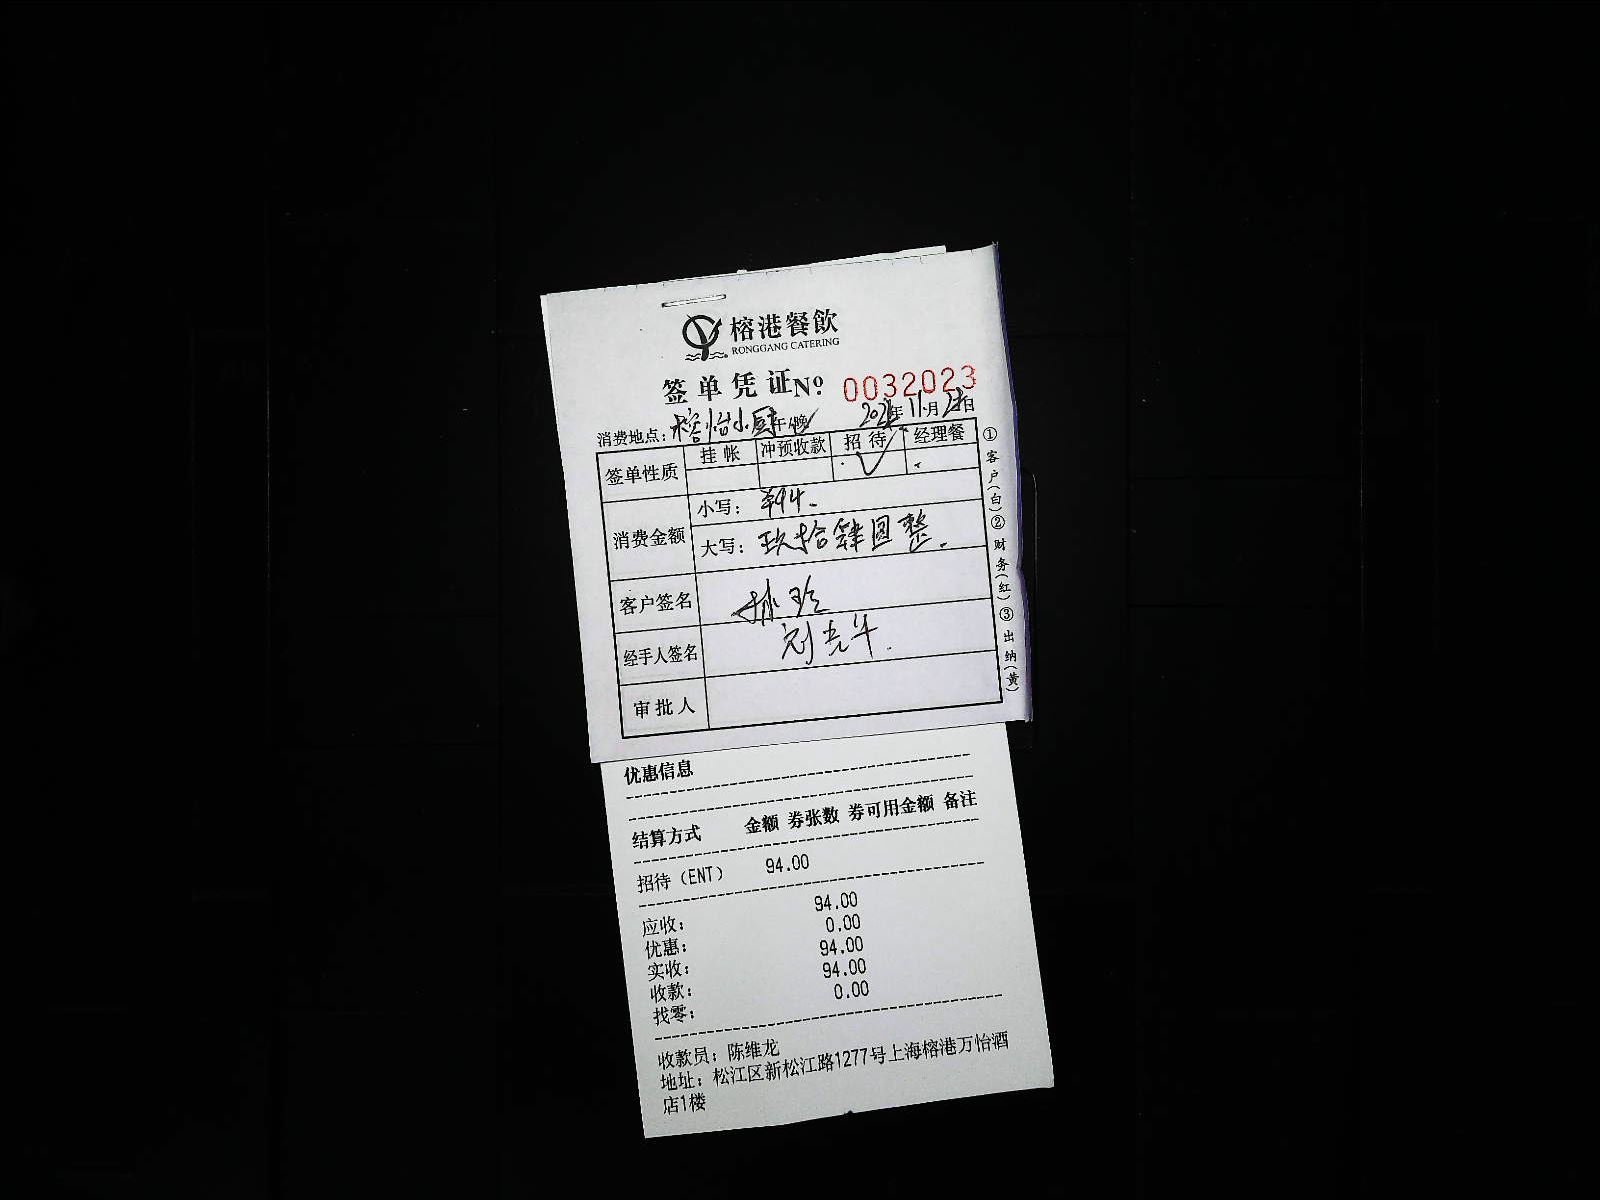 榕港餐飲
RONGGANG CATERING
签单凭证№ 0032023
消费地点：榕怡小厨 午/晚 年11月 日
签单性质 挂帐 冲预收款 招待 经理餐
✓
消费金额 小写：¥94.
大写：玖拾肆圆整.
客户签名
经手人签名 刘光华.
审批人
①客户(白)②财务(红)③出纳(黄)
优惠信息
结算方式 金额 券张数 券可用金额 备注
招待(ENT) 94.00
应收： 94.00
优惠： 0.00
实收： 94.00
收款： 94.00
找零： 0.00
收款员：陈维龙
地址：松江区新松江路1277号上海榕港万怡酒
店1楼